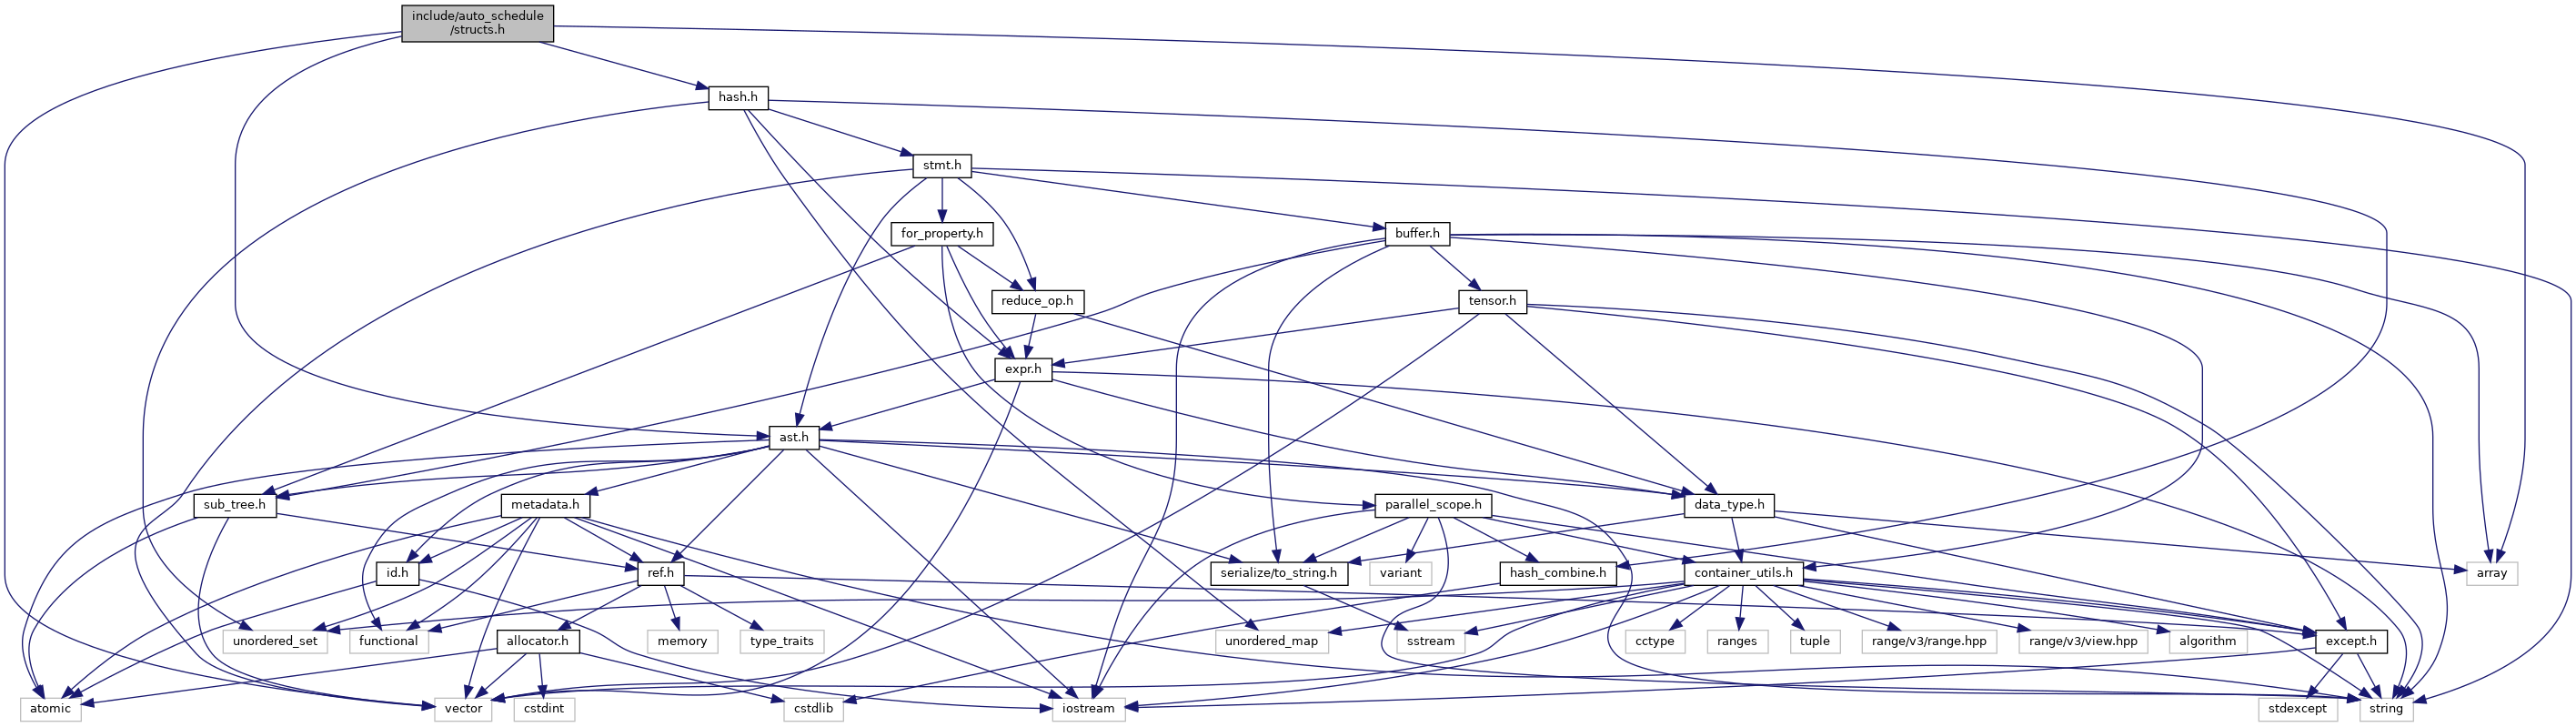 include/auto_schedule
/structs.h
hash.h
stmt.h
for_property.h
buffer.h
reduce_op.h
tensor.h
expr.h
ast.h
sub_tree.h
metadata.h
parallel_scope.h
data_type.h
id.h
ref.h
serialize/to_string.h
variant
hash_combine.h
container_utils.h
array
unordered_set
functional
allocator.h
memory
type_traits
unordered_map
sstream
cctype
ranges
tuple
range/v3/range.hpp
range/v3/view.hpp
algorithm
except.h
atomic
vector
cstdint
cstdlib
iostream
stdexcept
string